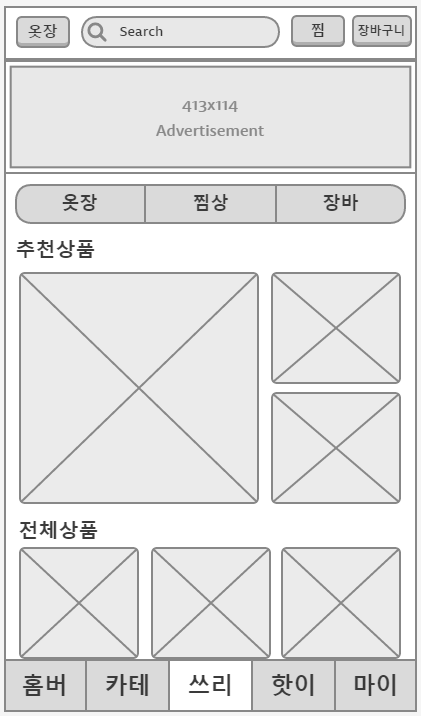 옷장 Search 찜 장바구니
413x114
Advertisement
옷장 찜상 장바
추천상품
전체상품
홈버 카테 쓰리 핫이 마이